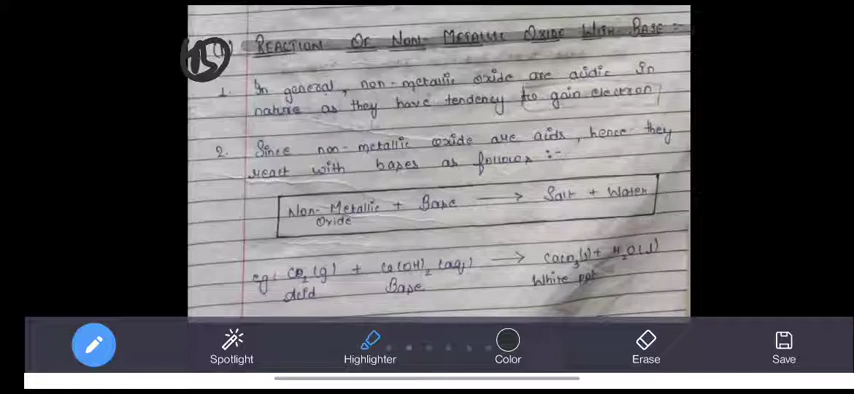 15
REACTION OF NON-METALLIC OXIDE WITH BASE :-
1. In general, non-metallic oxide are acidic in
nature as they have tendency to gain electron
2. Since non-metallic oxide are acids, hence they
react with bases as follows :-
Non-Metallic Oxide + Base → Salt + Water
eg: CO2(g) + Ca(OH)2(aq) → CaCO3(s) + H2O(l)
Acid Base White ppt
Spotlight Highlighter Color Erase Save